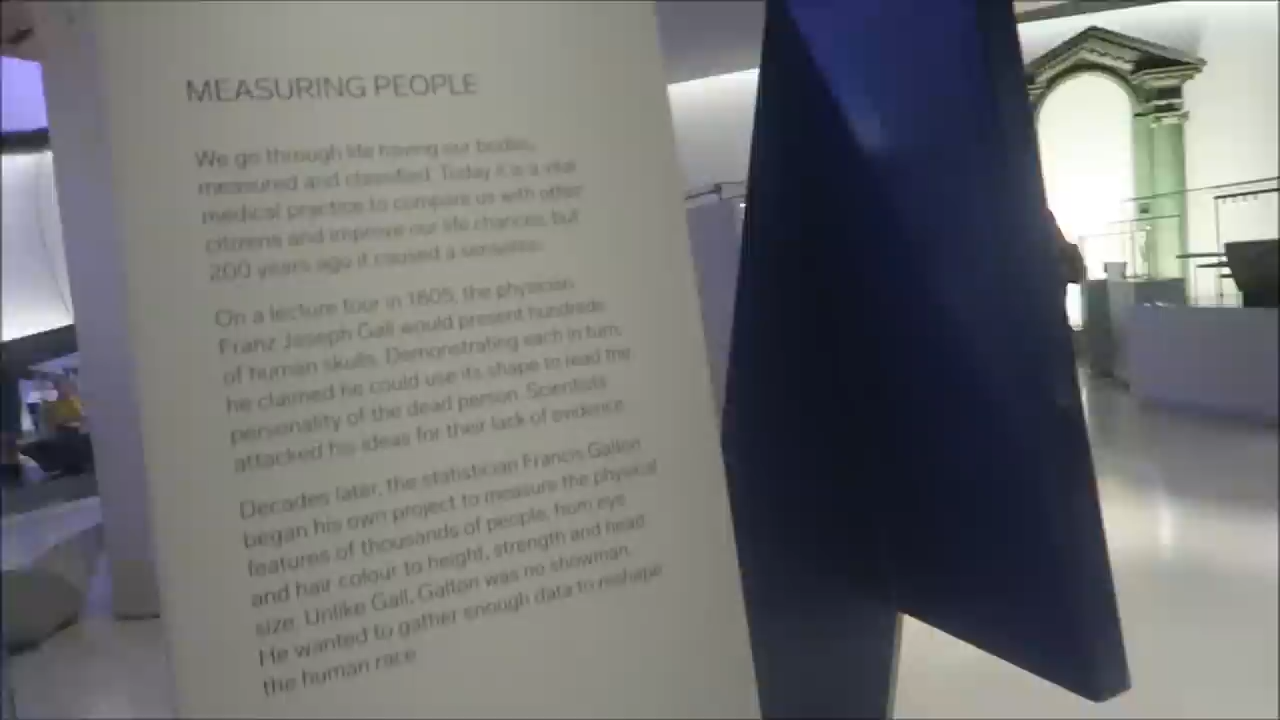 MEASURING PEOPLE
We go through life having our bodies
measured and classified. Today it is a vital
medical practice to compare us with other
citizens and improve our life chances, but
200 years ago it caused a sensation.
On a lecture tour in 1805, the physician
Franz Joseph Gall would present hundreds
of human skulls. Demonstrating each in turn,
he claimed he could use its shape to read the
personality of the dead person. Scientists
attacked his ideas for their lack of evidence.
Decades later, the statistician Francis Galton
began his own project to measure the physical
features of thousands of people, from eye
and hair colour to height, strength and head
size. Unlike Gall, Galton was no showman.
He wanted to gather enough data to reshape
the human race.